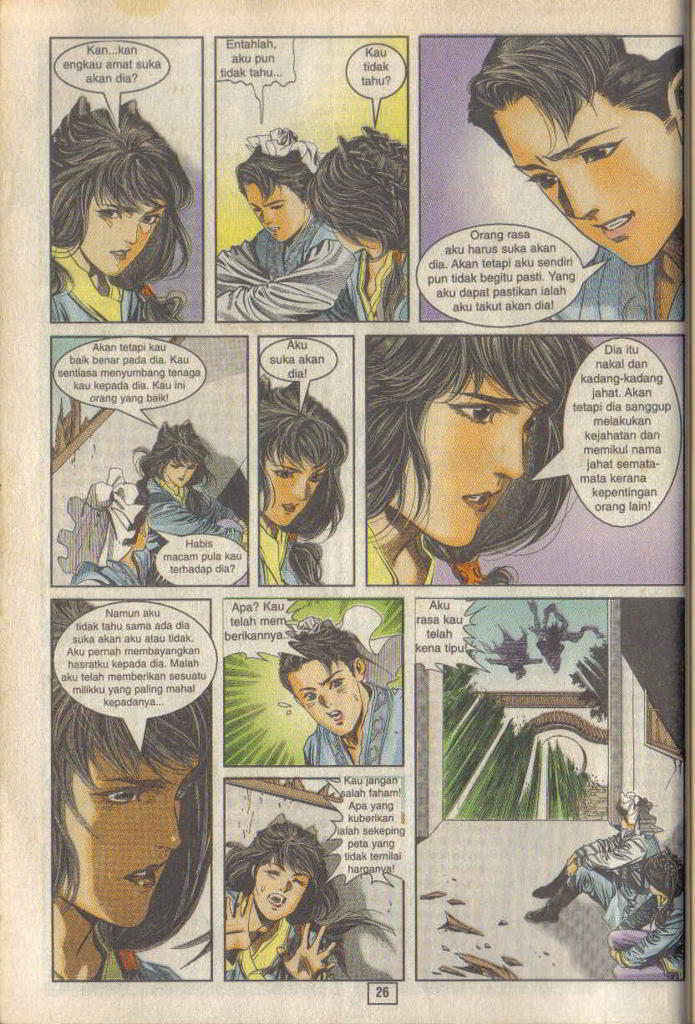 Kan...kan
engkau amat suka
akan dia?
Entahlah,
aku pun
tidak tahu...
Kau
tidak
tahu?
Orang rasa
aku harus suka akan
dia. Akan tetapi aku sendiri
pun tidak begitu pasti. Yang
aku dapat pastikan ialah
aku takut akan dia!
Akan tetapi kau
baik benar pada dia. Kau
sentiasa menyumbang tenaga
kau kepada dia. Kau ini
orang yang baik!
Habis
macam pula kau
terhadap dia?
Aku
suka akan
dia!
Dia itu
nakal dan
kadang-kadang
jahat. Akan
tetapi dia sanggup
melakukan
kejahatan dan
memikul nama
jahat semata-
mata kerana
kepentingan
orang lain!
Namun aku
tidak tahu sama ada dia
suka akan aku atau tidak.
Aku pernah membayangkan
hasratku kepada dia. Malah
aku telah memberikan sesuatu
milikku yang paling mahal
kepadanya...
Apa? Kau
telah mem
berikannya..
Kau jangan
salah faham!
Apa yang
kuberikan
ialah sekeping
peta yang
tidak ternilai
harganya!
Aku
rasa kau
telah
kena tipu!
26